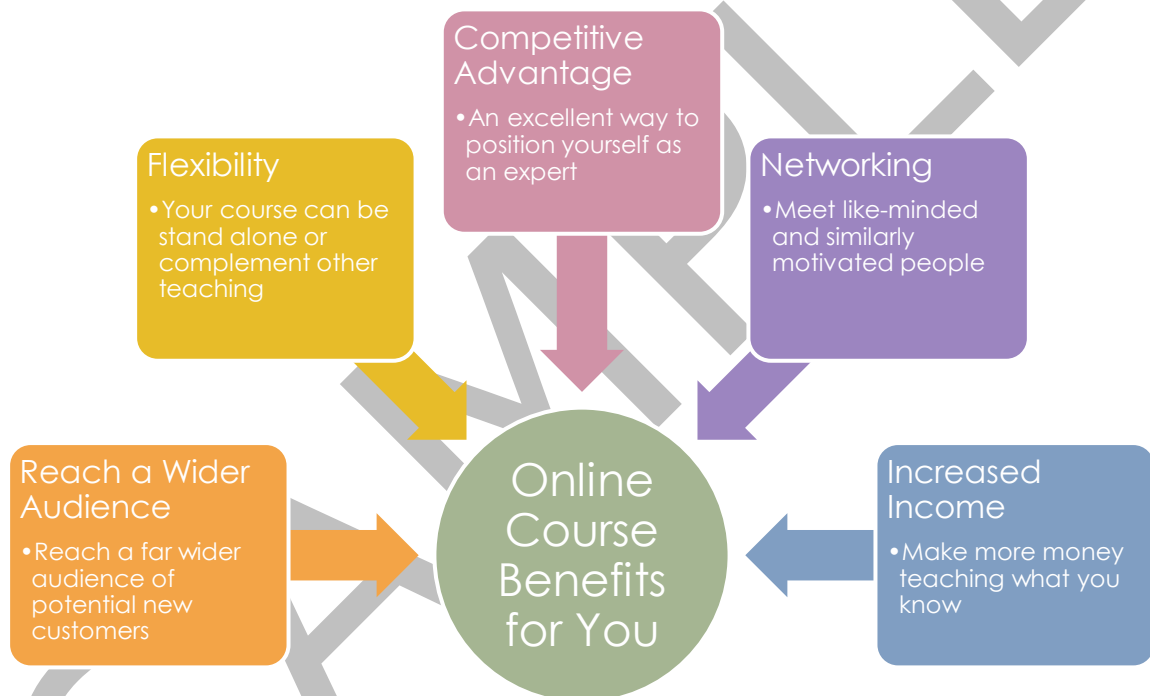 Competitive
Advantage
•An excellent way to
position yourself as
an expert
Flexibility
•Your course can be
stand alone or
complement other
teaching
Networking
•Meet like-minded
and similarly
motivated people
Reach a Wider
Audience
•Reach a far wider
audience of
potential new
customers
Online
Course
Benefits
for You
Increased
Income
•Make more money
teaching what you
know